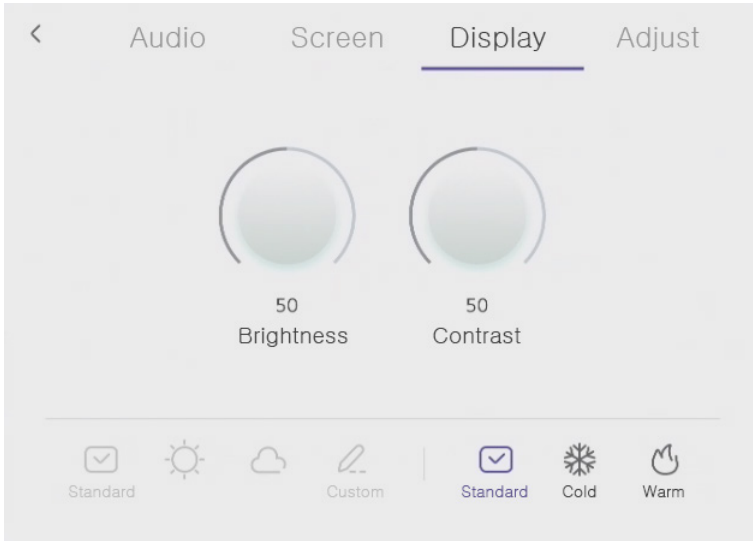 Audio Screen Display Adjust
50 50
Brightness Contrast
Standard Custom Standard Cold Warm